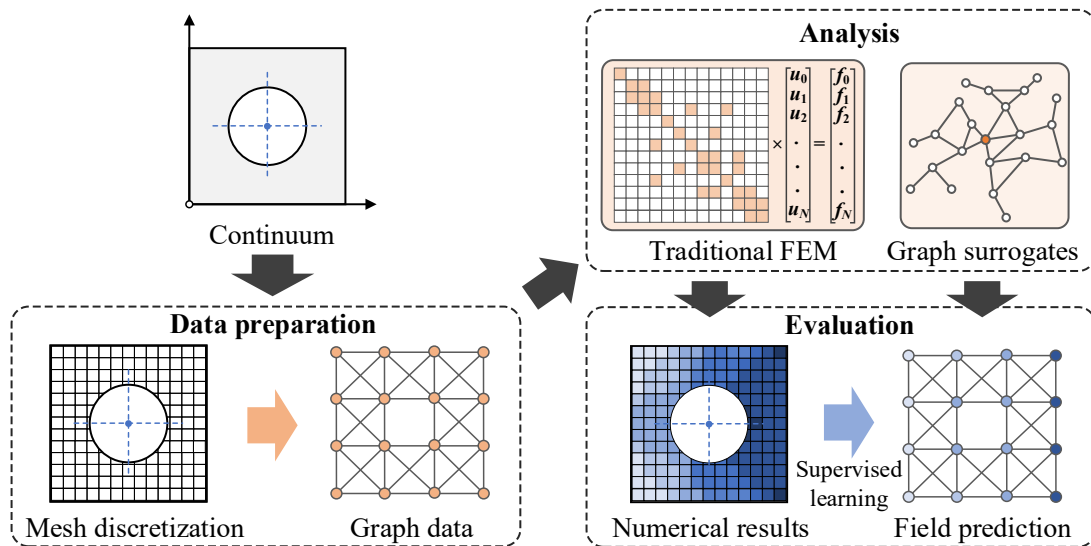 Continuum
Data preparation
Mesh discretization
Graph data
Analysis
u0
u1
u2
.
.
.
uN
×
=
f0
f1
f2
.
.
.
fN
Traditional FEM
Graph surrogates
Evaluation
Supervised
learning
Numerical results
Field prediction